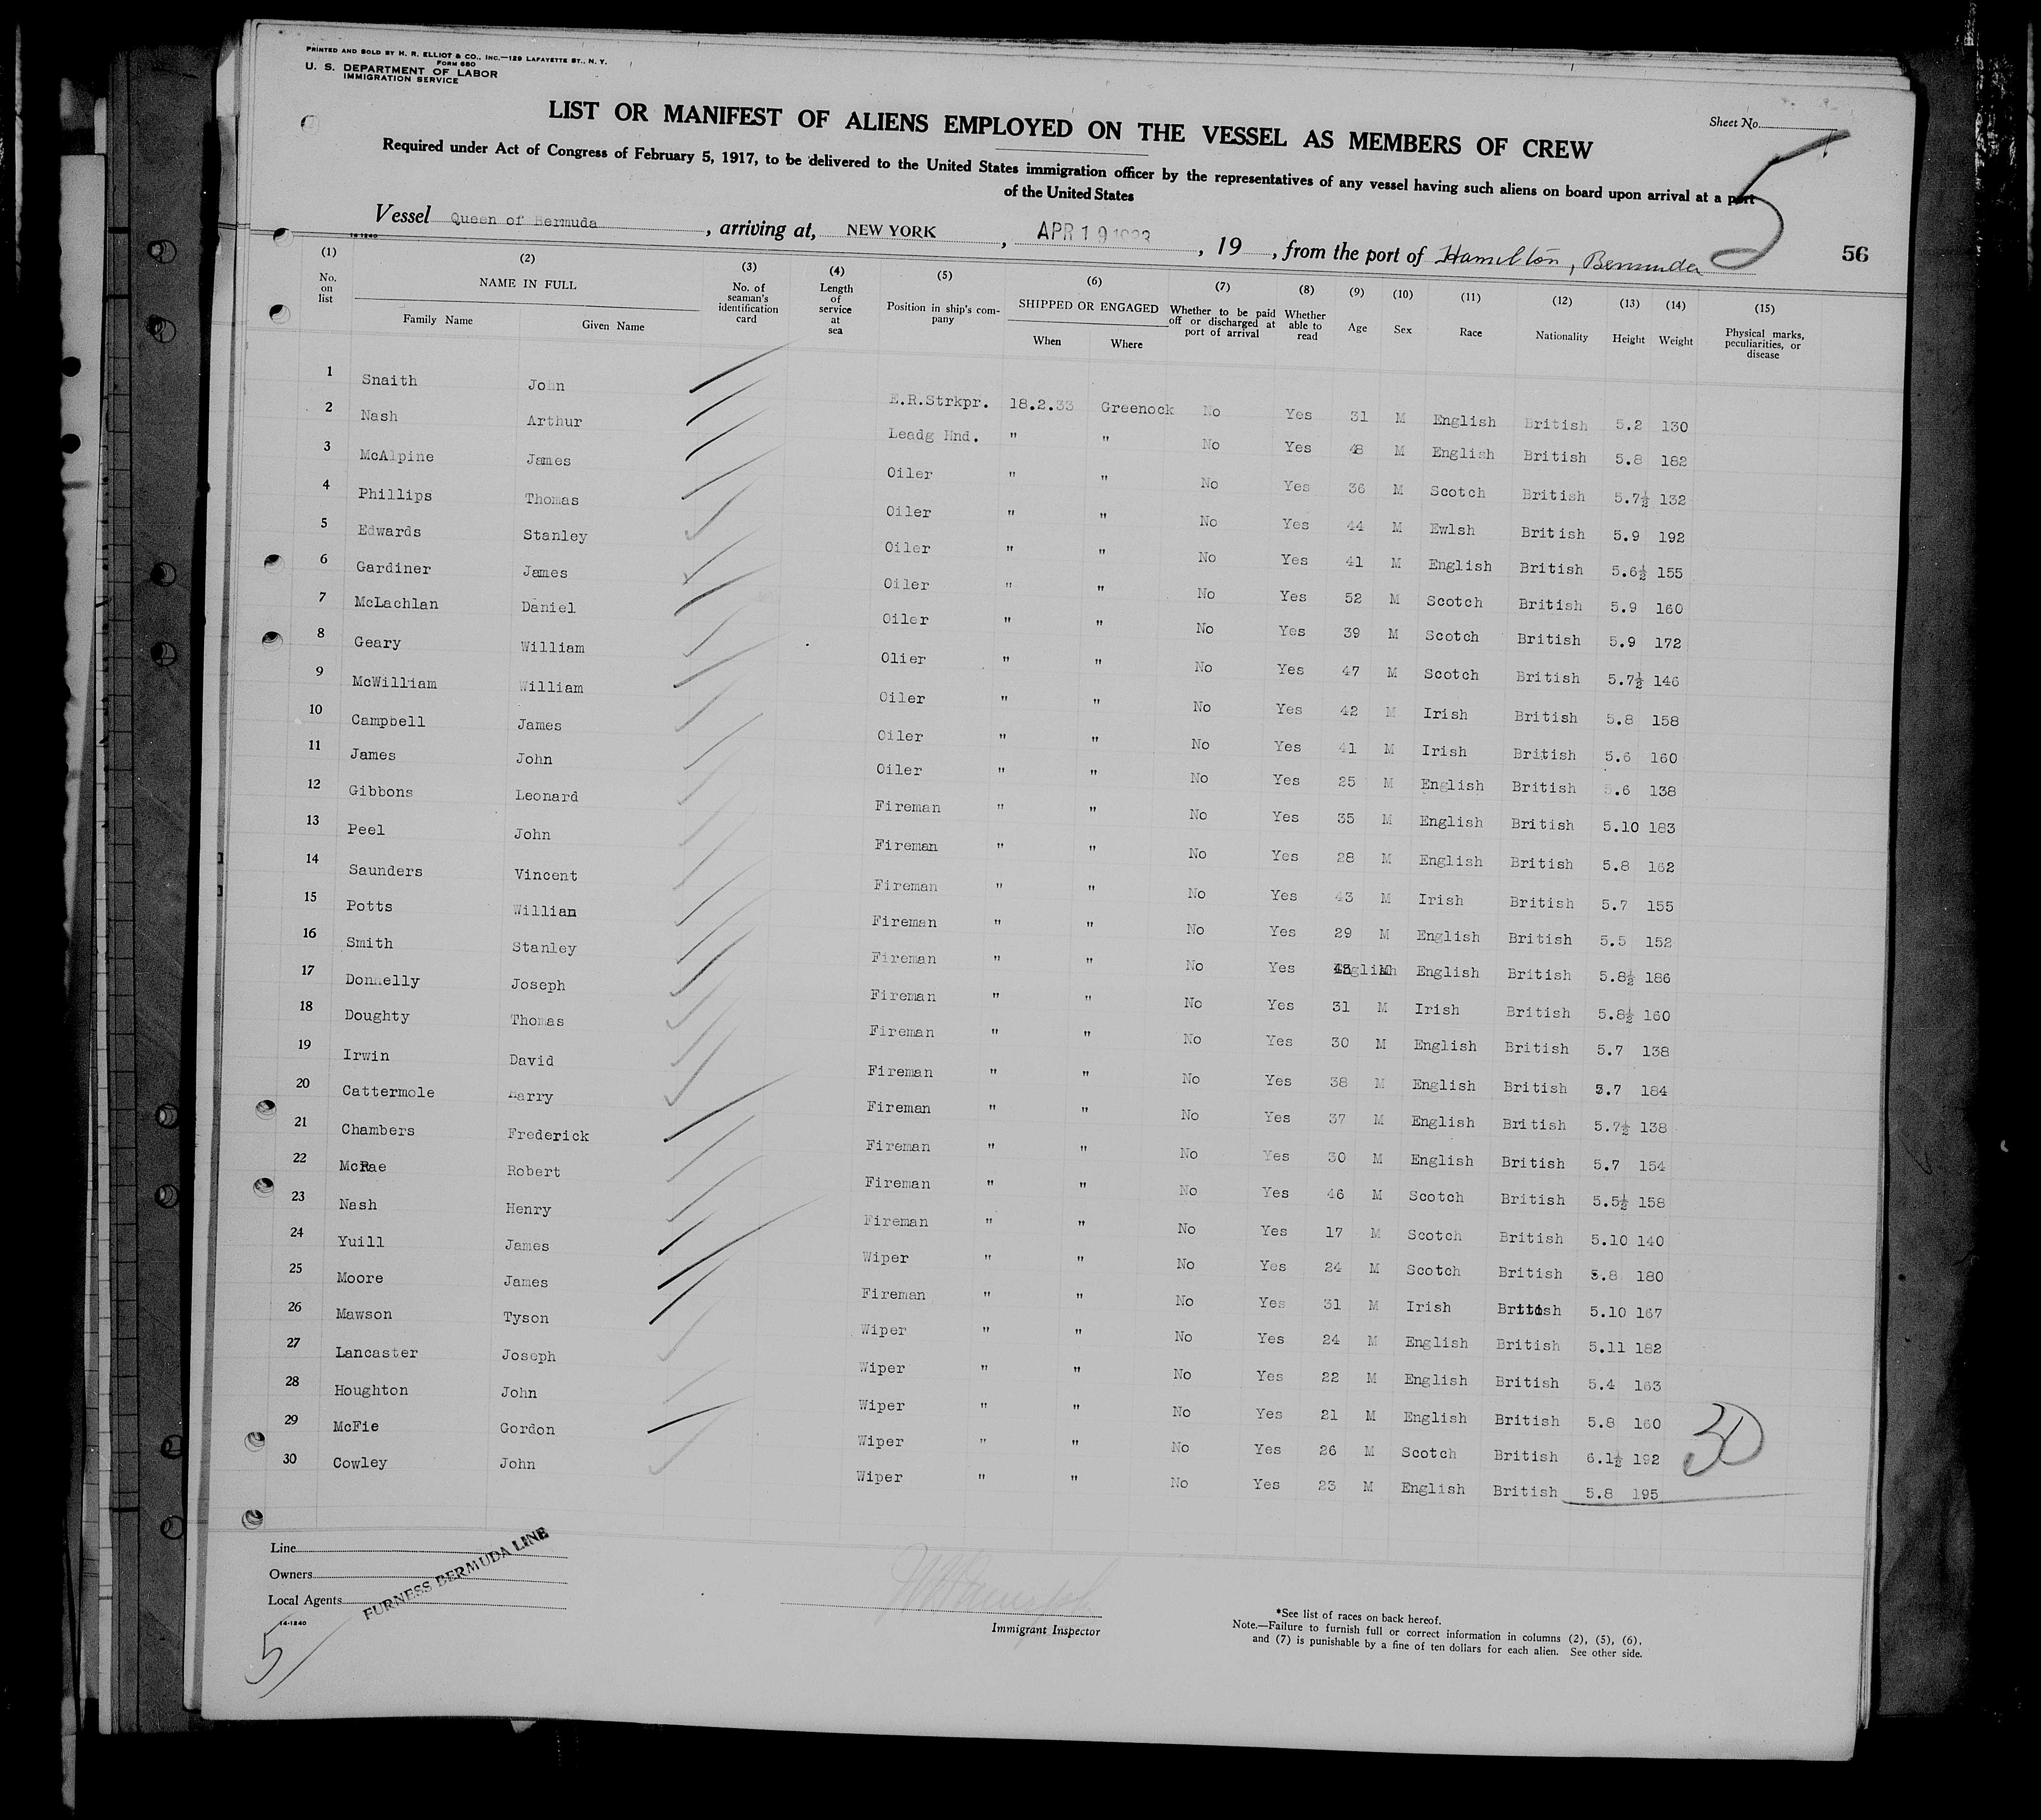 PRINTED AND SOLD BY H. R. ELLIOT & CO., INC.—129 LAFAYETTE ST., N. Y.
FORM 680
U. S. DEPARTMENT OF LABOR
IMMIGRATION SERVICE
Sheet No.
5
LIST OR MANIFEST OF ALIENS EMPLOYED ON THE VESSEL AS MEMBERS OF CREW
Required under Act of Congress of February 5, 1917, to be delivered to the United States immigration officer by the representatives of any vessel having such aliens on board upon arrival at a port
of the United States
Vessel Queen of Bermuda, arriving at, NEW YORK, APR 19 1933, 19, from the port of Hamilton, Bermuda
14-1240
56
(1) No. on list (2) NAME IN FULL Family Name Given Name (3) No. of seaman's identification card (4) Length of service at sea (5) Position in ship's company (6) SHIPPED OR ENGAGED When Where (7) Whether to be paid off or discharged at port of arrival (8) Whether able to read (9) Age (10) Sex (11) Race (12) Nationality (13) Height (14) Weight (15) Physical marks, peculiarities, or disease
1 Snaith John E.R.Strkpr. 18.2.33 Greenock No Yes 31 M English British 5.2 130
2 Nash Arthur Leadg Hnd. " " No Yes 48 M English British 5.8 182
3 McAlpine James Oiler " " No Yes 36 M Scotch British 5.7½ 132
4 Phillips Thomas Oiler " " No Yes 44 M Ewlsh British 5.9 192
5 Edwards Stanley Oiler " " No Yes 41 M English British 5.6½ 155
6 Gardiner James Oiler " " No Yes 52 M Scotch British 5.9 160
7 McLachlan Daniel Oiler " " No Yes 39 M Scotch British 5.9 172
8 Geary William Olier " " No Yes 47 M Scotch British 5.7½ 146
9 McWilliam William Oiler " " No Yes 42 M Irish British 5.8 158
10 Campbell James Oiler " " No Yes 41 M Irish British 5.6 160
11 James John Oiler " " No Yes 25 M English British 5.6 138
12 Gibbons Leonard Fireman " " No Yes 35 M English British 5.10 183
13 Peel John Fireman " " No Yes 28 M English British 5.8 162
14 Saunders Vincent Fireman " " No Yes 43 M Irish British 5.7 155
15 Potts Willian Fireman " " No Yes 29 M English British 5.5 152
16 Smith Stanley Fireman " " No Yes M English British 5.8½ 186
17 Donnelly Joseph Fireman " " No Yes 31 M Irish British 5.8½ 160
18 Doughty Thomas Fireman " " No Yes 30 M English British 5.7 138
19 Irwin David Fireman " " No Yes 38 M English British 5.7 184
20 Cattermole Harry Fireman " " No Yes 37 M English British 5.7½ 138
21 Chambers Frederick Fireman " " No Yes 30 M English British 5.7 154
22 McRae Robert Fireman " " No Yes 46 M Scotch British 5.5½ 158
23 Nash Henry Fireman " " No Yes 17 M Scotch British 5.10 140
24 Yuill James Wiper " " No Yes 24 M Scotch British 5.8 180
25 Moore James Fireman " " No Yes 31 M Irish British 5.10 167
26 Mawson Tyson Wiper " " No Yes 24 M English British 5.11 182
27 Lancaster Joseph Wiper " " No Yes 22 M English British 5.4 163
28 Houghton John Wiper " " No Yes 21 M English British 5.8 160
29 McFie Gordon Wiper " " No Yes 26 M Scotch British 6.1½ 192
30 Cowley John Wiper " " No Yes 23 M English British 5.8 195
30
Line
Owners
Local Agents
FURNESS BERMUDA LINE
14-1240
5
Immigrant Inspector
*See list of races on back hereof.
Note.—Failure to furnish full or correct information in columns (2), (5), (6),
and (7) is punishable by a fine of ten dollars for each alien. See other side.